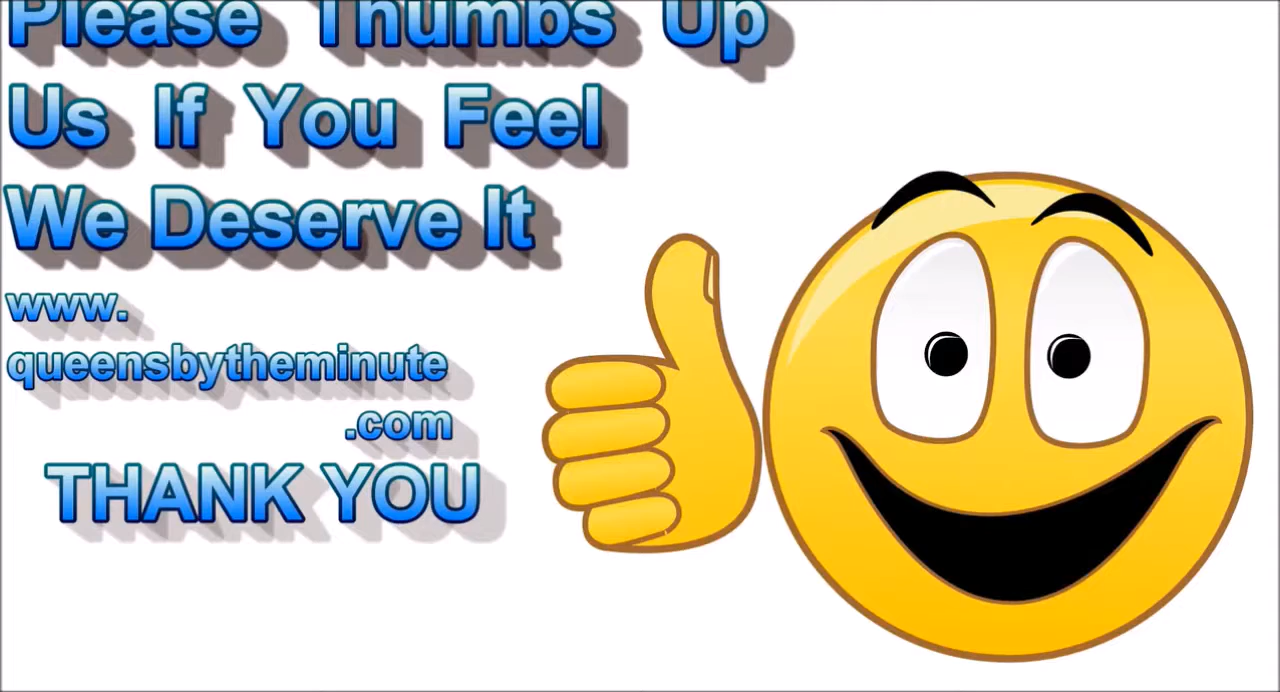 Please Thumbs Up
Us If You Feel
We Deserve It
www.
queensbytheminute
.com
THANK YOU